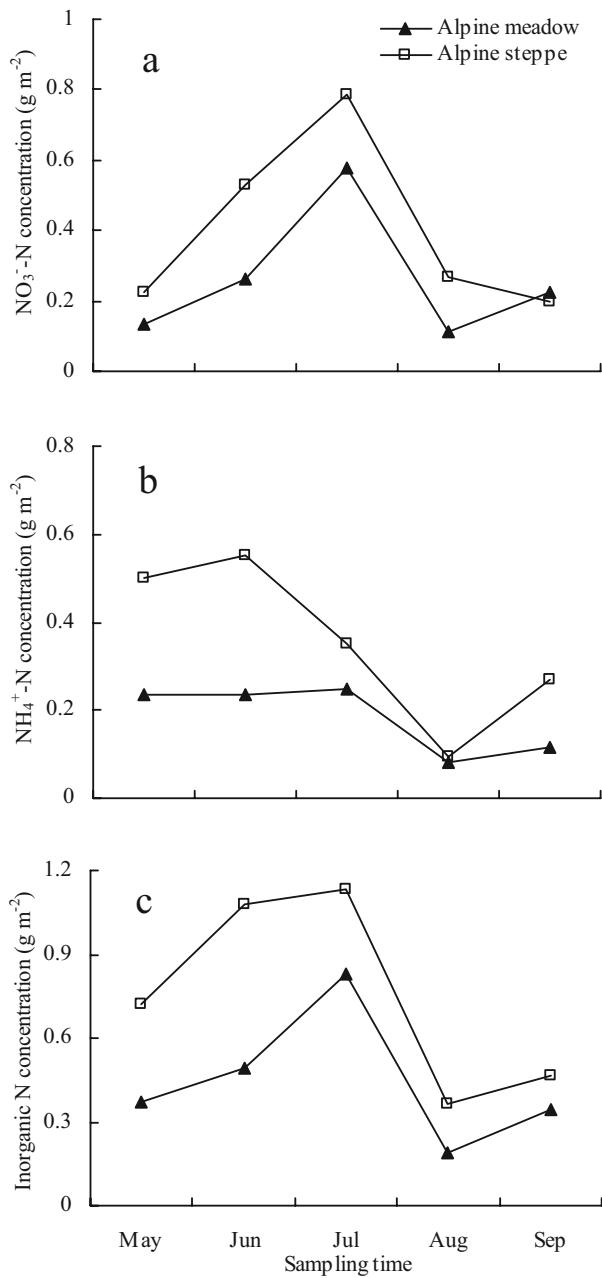 1
a
Alpine meadow
Alpine steppe
0.8
0.6
0.4
0.2
0
NO₃⁻-N concentration (g m⁻²)
0.8
b
0.6
0.4
0.2
0
NH₄⁺-N concentration (g m⁻²)
1.2
c
0.9
0.6
0.3
0
Inorganic N concentration (g m⁻²)
May Jun Jul Aug Sep
Sampling time